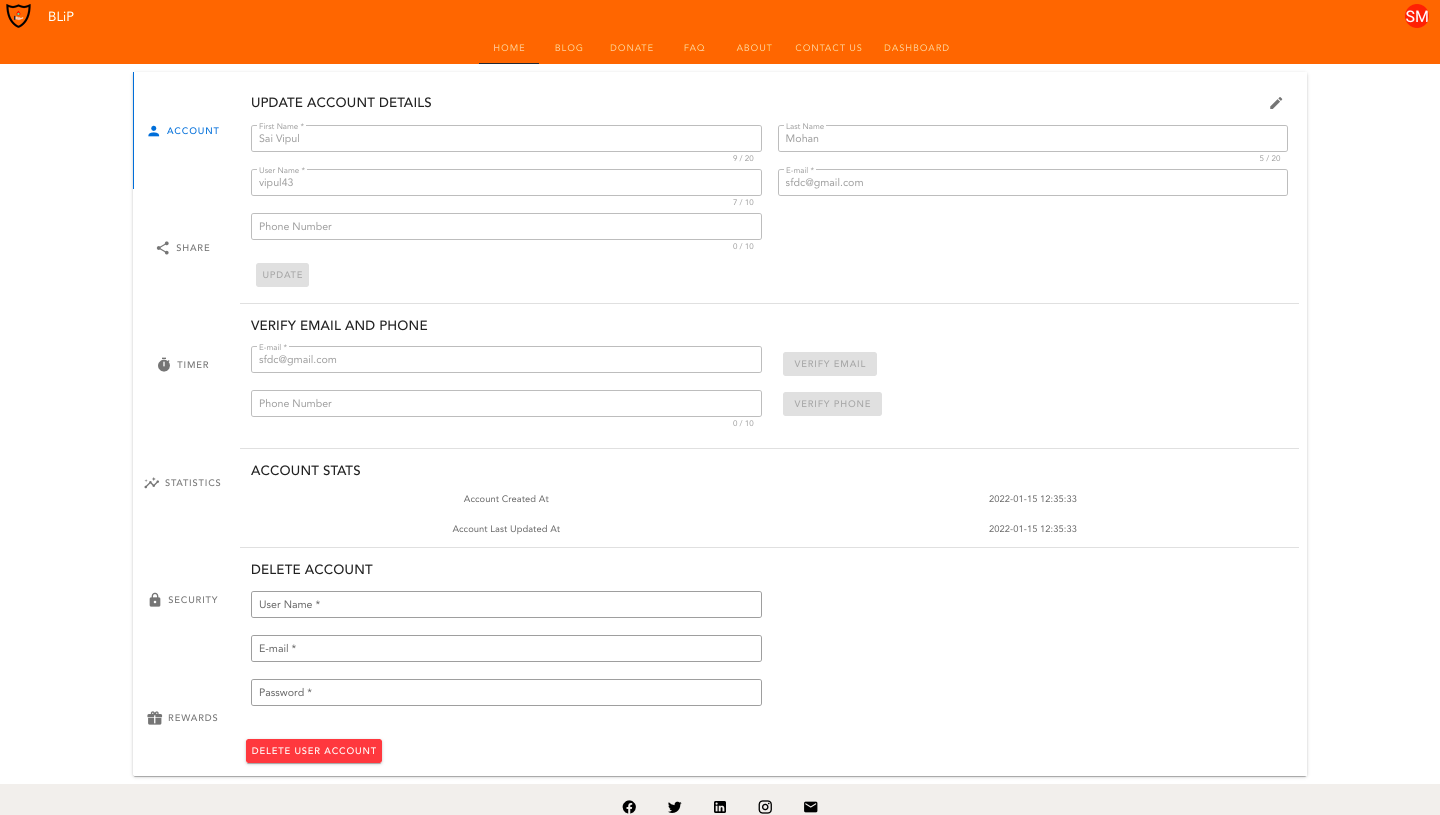 BLiP
SM
HOME BLOG DONATE FAQ ABOUT CONTACT US DASHBOARD
ACCOUNT
SHARE
TIMER
STATISTICS
SECURITY
REWARDS
UPDATE ACCOUNT DETAILS
First Name *
Sai Vipul
9 / 20
Last Name
Mohan
5 / 20
User Name *
vipul43
7 / 10
E-mail *
sfdc@gmail.com
Phone Number
0 / 10
UPDATE
VERIFY EMAIL AND PHONE
E-mail *
sfdc@gmail.com
VERIFY EMAIL
Phone Number
0 / 10
VERIFY PHONE
ACCOUNT STATS
Account Created At 2022-01-15 12:35:33
Account Last Updated At 2022-01-15 12:35:33
DELETE ACCOUNT
User Name *
E-mail *
Password *
DELETE USER ACCOUNT